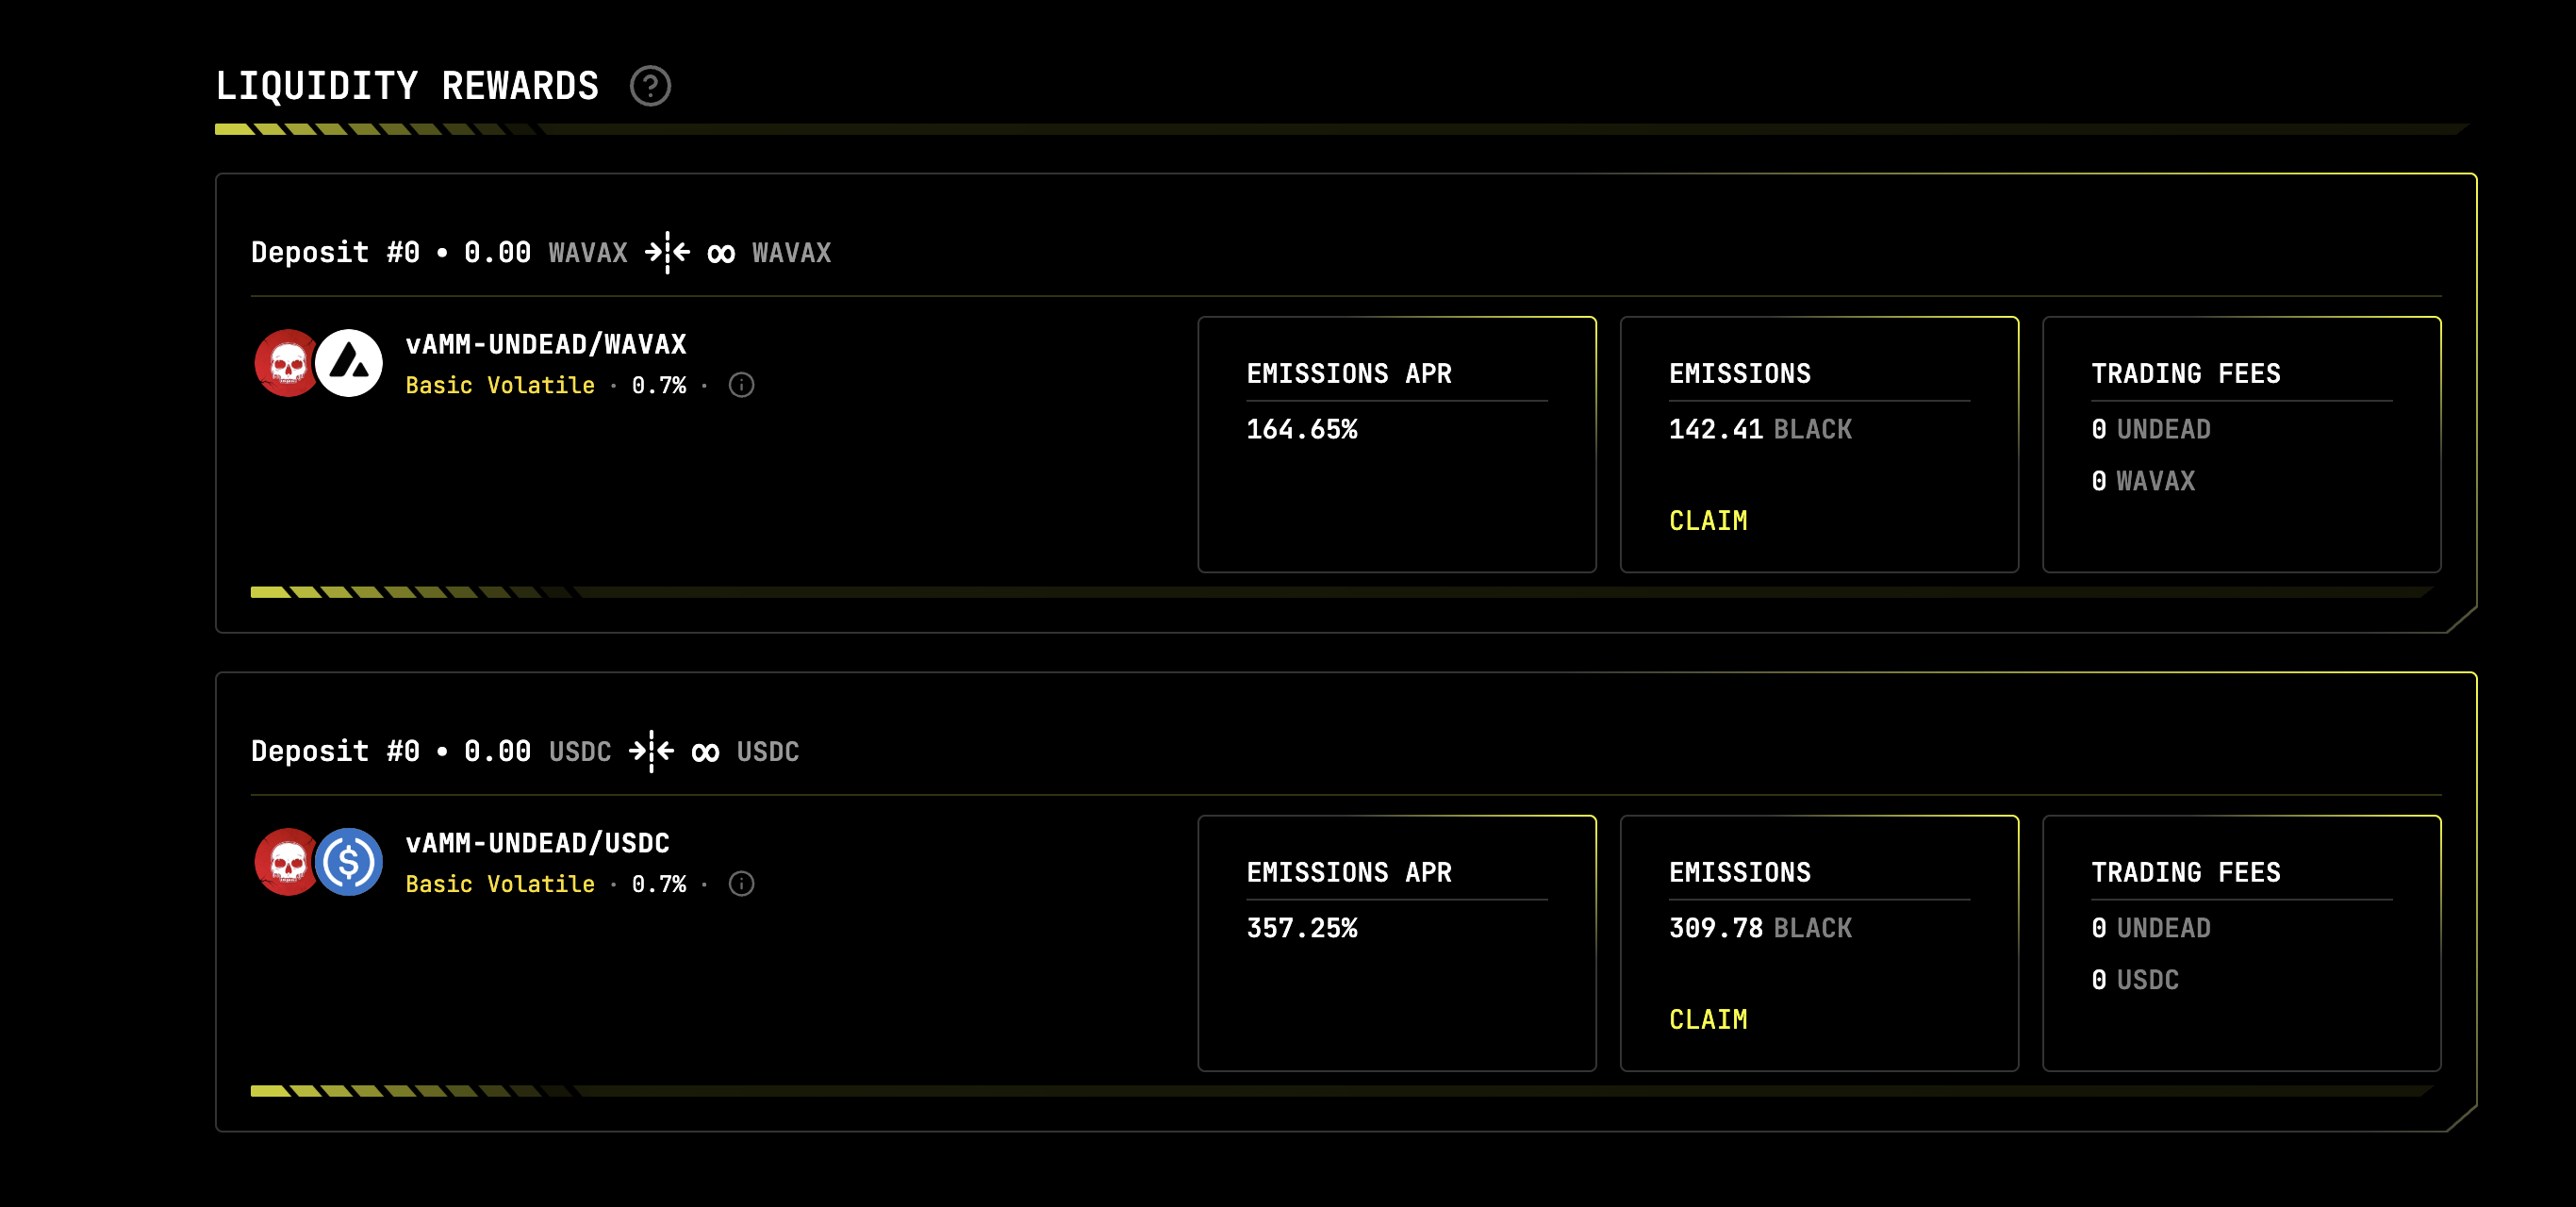 LIQUIDITY REWARDS
Deposit #0 • 0.00 WAVAX ∞ WAVAX
vAMM-UNDEAD/WAVAX
Basic Volatile · 0.7% ·
EMISSIONS APR
164.65%
EMISSIONS
142.41 BLACK
CLAIM
TRADING FEES
0 UNDEAD
0 WAVAX
Deposit #0 • 0.00 USDC ∞ USDC
vAMM-UNDEAD/USDC
Basic Volatile · 0.7% ·
EMISSIONS APR
357.25%
EMISSIONS
309.78 BLACK
CLAIM
TRADING FEES
0 UNDEAD
0 USDC